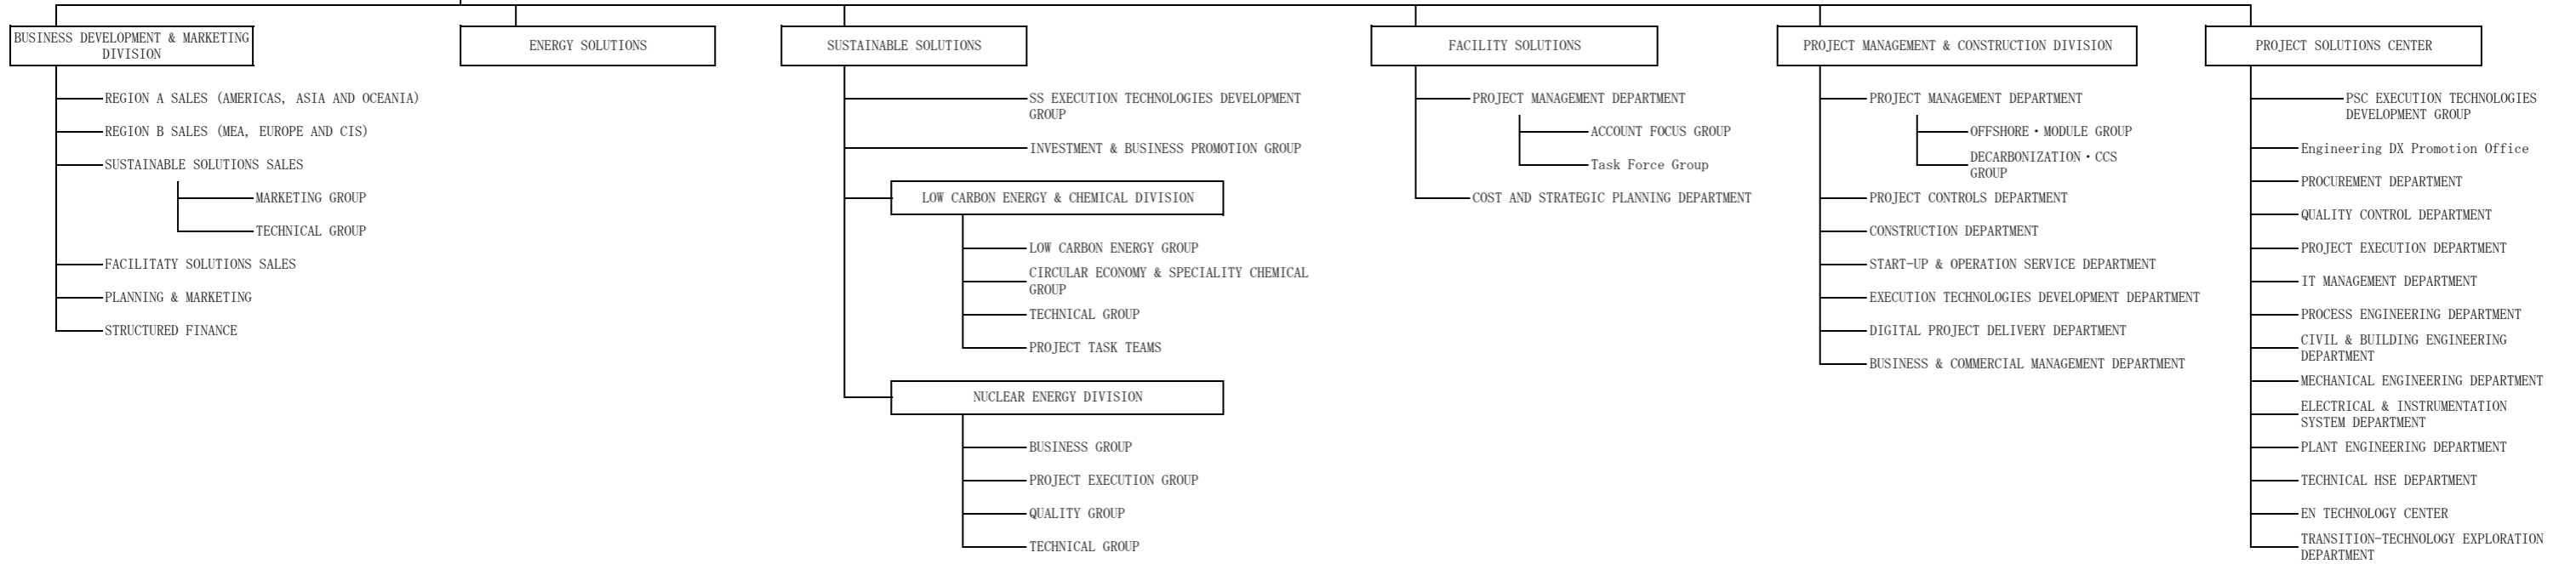 BUSINESS DEVELOPMENT & MARKETING
DIVISION
REGION A SALES (AMERICAS, ASIA AND OCEANIA)
REGION B SALES (MEA, EUROPE AND CIS)
SUSTAINABLE SOLUTIONS SALES
MARKETING GROUP
TECHNICAL GROUP
FACILITATY SOLUTIONS SALES
PLANNING & MARKETING
STRUCTURED FINANCE
ENERGY SOLUTIONS
SUSTAINABLE SOLUTIONS
SS EXECUTION TECHNOLOGIES DEVELOPMENT
GROUP
INVESTMENT & BUSINESS PROMOTION GROUP
LOW CARBON ENERGY & CHEMICAL DIVISION
LOW CARBON ENERGY GROUP
CIRCULAR ECONOMY & SPECIALITY CHEMICAL
GROUP
TECHNICAL GROUP
PROJECT TASK TEAMS
NUCLEAR ENERGY DIVISION
BUSINESS GROUP
PROJECT EXECUTION GROUP
QUALITY GROUP
TECHNICAL GROUP
FACILITY SOLUTIONS
PROJECT MANAGEMENT DEPARTMENT
ACCOUNT FOCUS GROUP
Task Force Group
COST AND STRATEGIC PLANNING DEPARTMENT
PROJECT MANAGEMENT & CONSTRUCTION DIVISION
PROJECT MANAGEMENT DEPARTMENT
OFFSHORE・MODULE GROUP
DECARBONIZATION・CCS
GROUP
PROJECT CONTROLS DEPARTMENT
CONSTRUCTION DEPARTMENT
START-UP & OPERATION SERVICE DEPARTMENT
EXECUTION TECHNOLOGIES DEVELOPMENT DEPARTMENT
DIGITAL PROJECT DELIVERY DEPARTMENT
BUSINESS & COMMERCIAL MANAGEMENT DEPARTMENT
PROJECT SOLUTIONS CENTER
PSC EXECUTION TECHNOLOGIES
DEVELOPMENT GROUP
Engineering DX Promotion Office
PROCUREMENT DEPARTMENT
QUALITY CONTROL DEPARTMENT
PROJECT EXECUTION DEPARTMENT
IT MANAGEMENT DEPARTMENT
PROCESS ENGINEERING DEPARTMENT
CIVIL & BUILDING ENGINEERING
DEPARTMENT
MECHANICAL ENGINEERING DEPARTMENT
ELECTRICAL & INSTRUMENTATION
SYSTEM DEPARTMENT
PLANT ENGINEERING DEPARTMENT
TECHNICAL HSE DEPARTMENT
EN TECHNOLOGY CENTER
TRANSITION-TECHNOLOGY EXPLORATION
DEPARTMENT